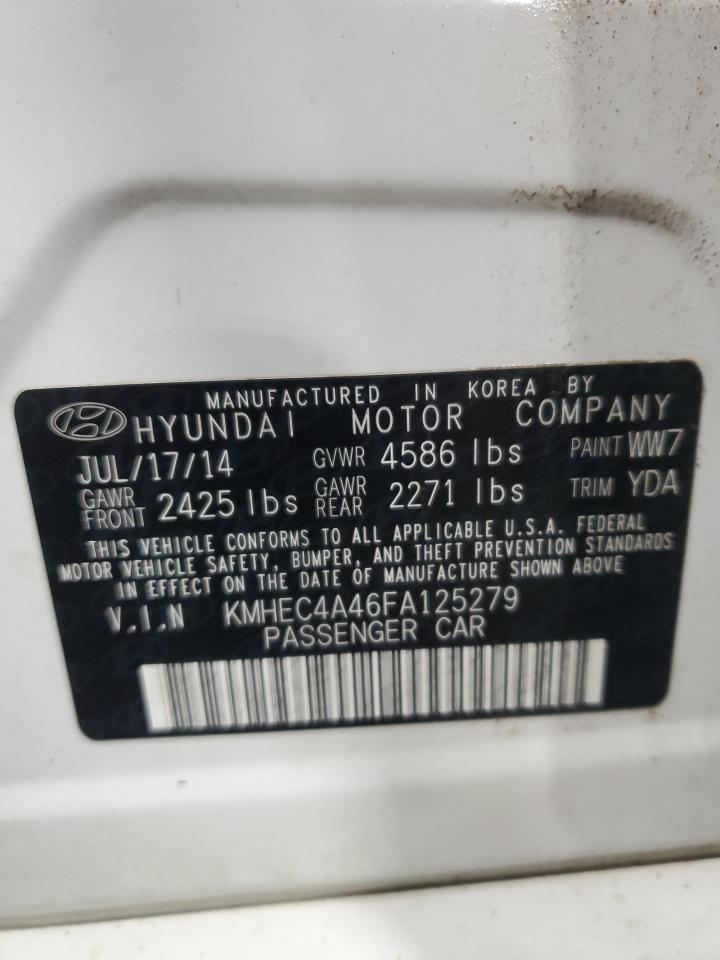 MANUFACTURED IN KOREA BY
HYUNDAI MOTOR COMPANY
JUL/17/14 GVWR 4586 lbs PAINT WW7
GAWR FRONT 2425 lbs GAWR REAR 2271 lbs TRIM YDA
THIS VEHICLE CONFORMS TO ALL APPLICABLE U.S.A. FEDERAL
MOTOR VEHICLE SAFETY, BUMPER, AND THEFT PREVENTION STANDARDS
IN EFFECT ON THE DATE OF MANUFACTURE SHOWN ABOVE
V.I.N KMHEC4A46FA125279
PASSENGER CAR